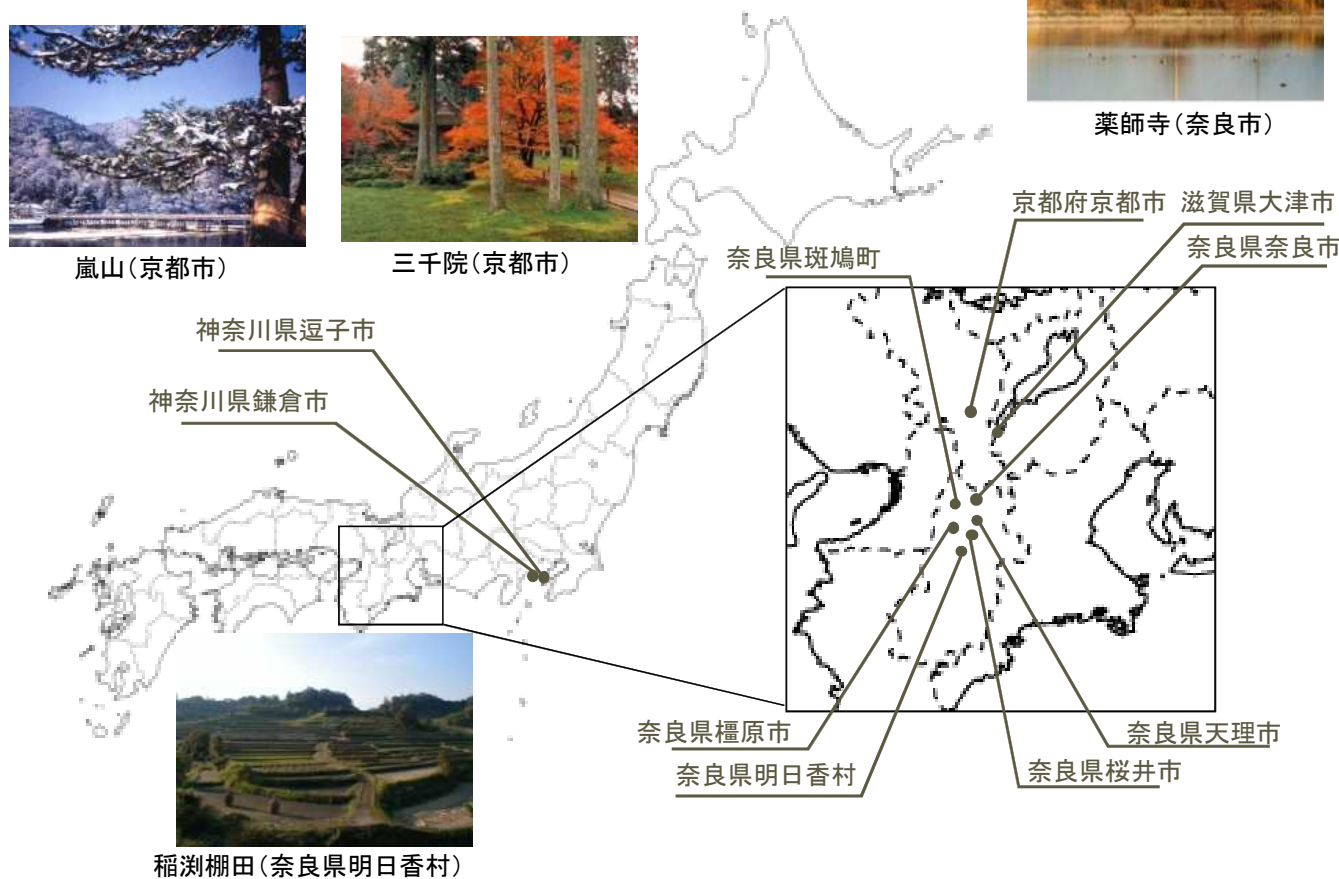 薬師寺(奈良市)
嵐山(京都市)
三千院(京都市)
京都府京都市
滋賀県大津市
奈良県斑鳩町
奈良県奈良市
神奈川県逗子市
神奈川県鎌倉市
奈良県橿原市
奈良県天理市
奈良県明日香村
奈良県桜井市
稲渕棚田(奈良県明日香村)